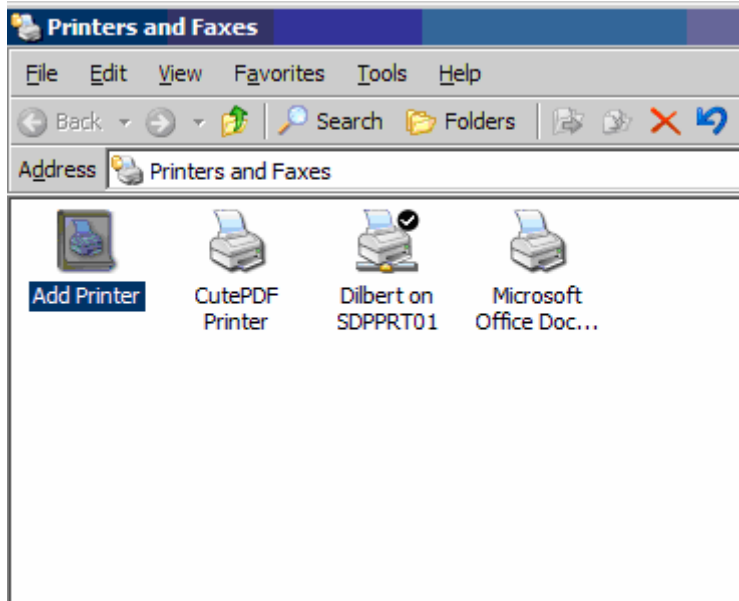 Printers and Faxes
File Edit View Favorites Tools Help
Back Search Folders
Address Printers and Faxes
Add Printer
CutePDF
Printer
Dilbert on
SDPPRT01
Microsoft
Office Doc...